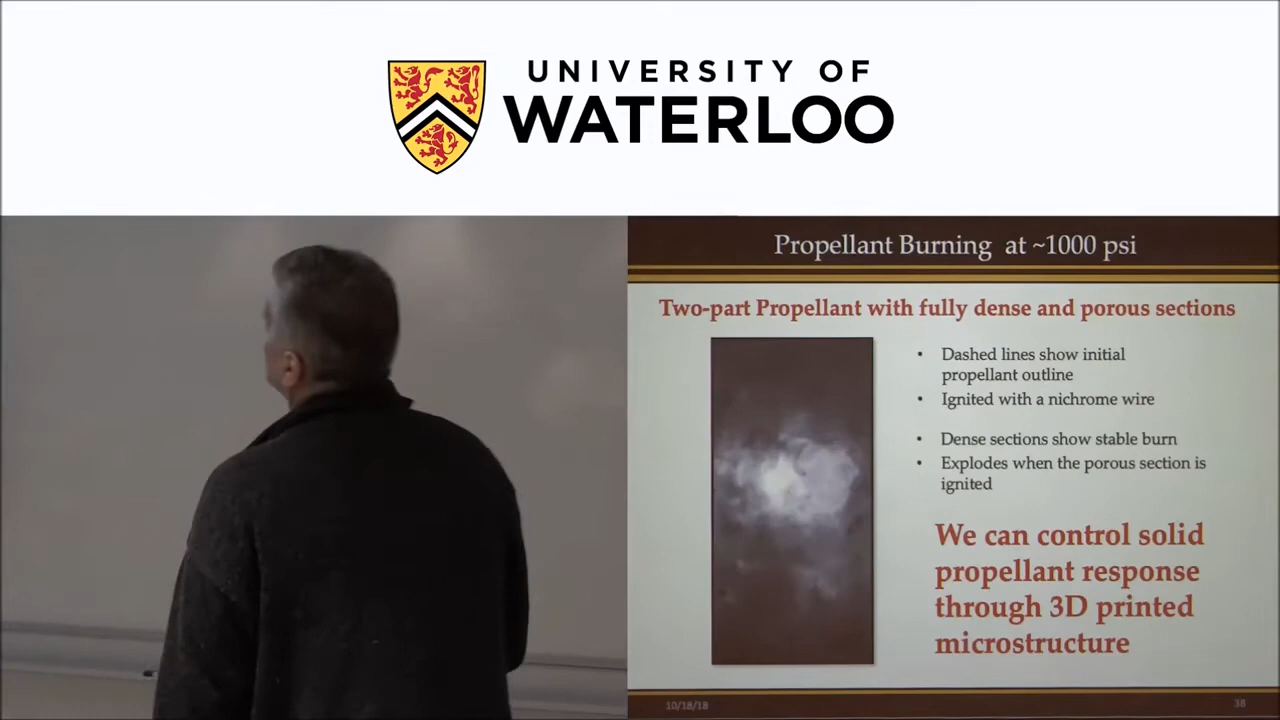 UNIVERSITY OF
WATERLOO
Propellant Burning at ~1000 psi
Two-part Propellant with fully dense and porous sections
• Dashed lines show initial
propellant outline
• Ignited with a nichrome wire
• Dense sections show stable burn
• Explodes when the porous section is
ignited
We can control solid
propellant response
through 3D printed
microstructure
10/18/18
38